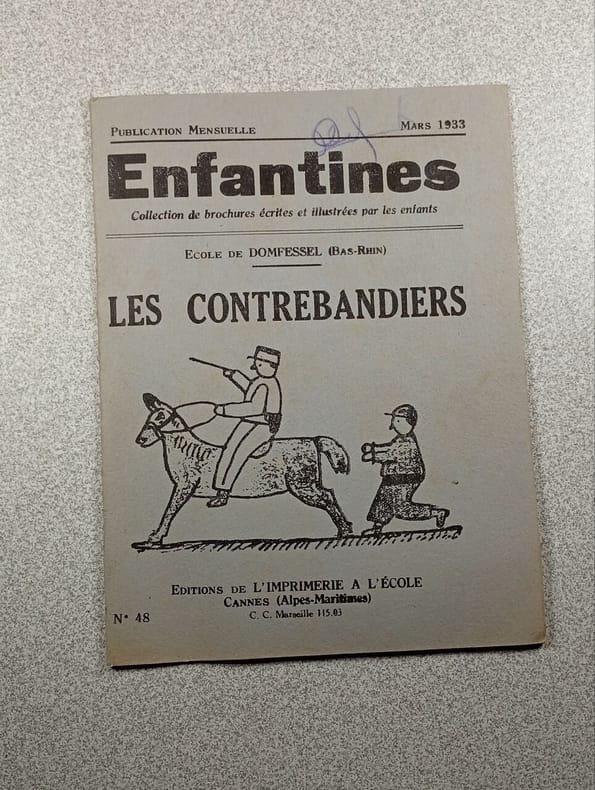 PUBLICATION MENSUELLE MARS 1933
Enfantines
Collection de brochures écrites et illustrées par les enfants
ECOLE DE DOMFESSEL (BAS-RHIN)
LES CONTREBANDIERS
EDITIONS DE L'IMPRIMERIE A L'ÉCOLE
CANNES (Alpes-Maritimes)
N° 48
C. C. Marseille 115.03